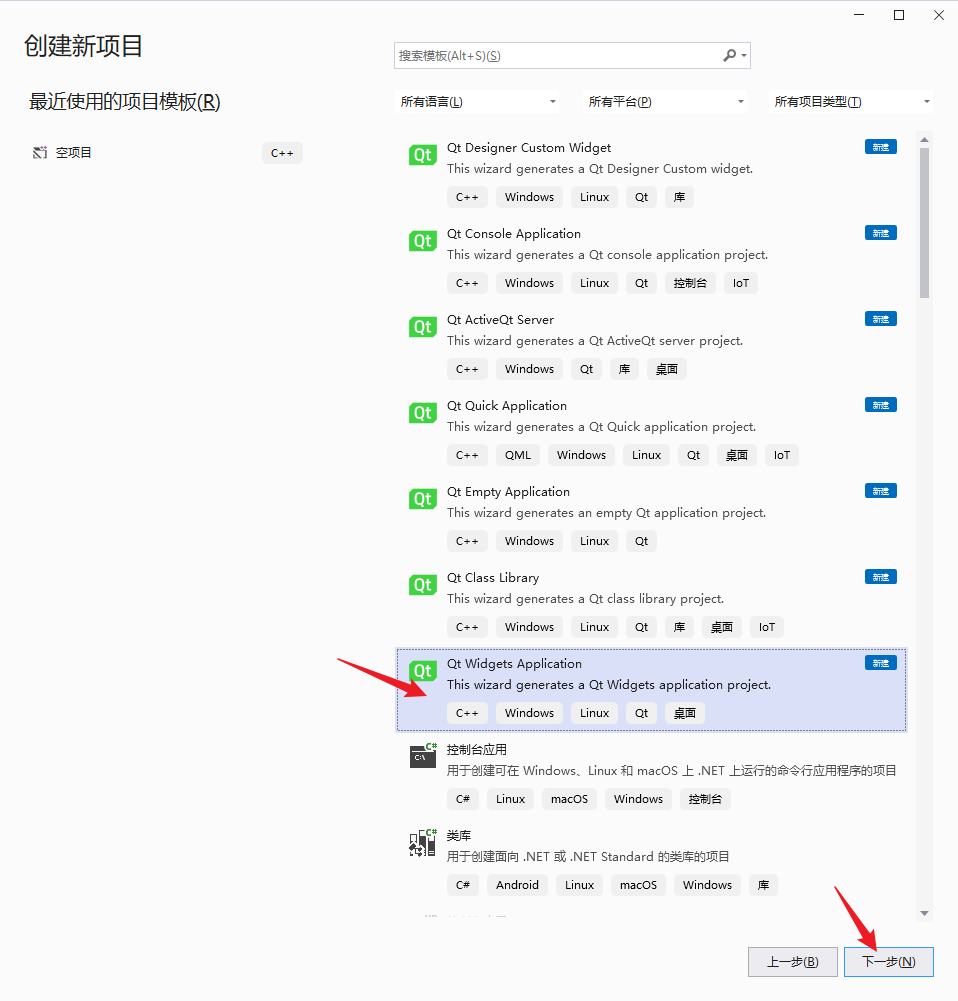 创建新项目
搜索模板(Alt+S)(S)
最近使用的项目模板(R)
所有语言(L) 所有平台(P) 所有项目类型(T)
空项目 C++
Qt Qt Designer Custom Widget 新建
This wizard generates a Qt Designer Custom widget.
C++ Windows Linux Qt 库
Qt Qt Console Application 新建
This wizard generates a Qt console application project.
C++ Windows Linux Qt 控制台 IoT
Qt Qt ActiveQt Server 新建
This wizard generates a Qt ActiveQt server project.
C++ Windows Qt 库 桌面
Qt Qt Quick Application 新建
This wizard generates a Qt Quick application project.
C++ QML Windows Linux Qt 桌面 IoT
Qt Qt Empty Application 新建
This wizard generates an empty Qt application project.
C++ Windows Linux Qt
Qt Qt Class Library 新建
This wizard generates a Qt class library project.
C++ Windows Linux Qt 库 桌面 IoT
Qt Qt Widgets Application 新建
This wizard generates a Qt Widgets application project.
C++ Windows Linux Qt 桌面
C# C:\ 控制台应用
用于创建可在 Windows、Linux 和 macOS 上 .NET 上运行的命令行应用程序的项目
C# Linux macOS Windows 控制台
C# 类库
用于创建面向 .NET 或 .NET Standard 的类库的项目
C# Android Linux macOS Windows 库
上一步(B) 下一步(N)